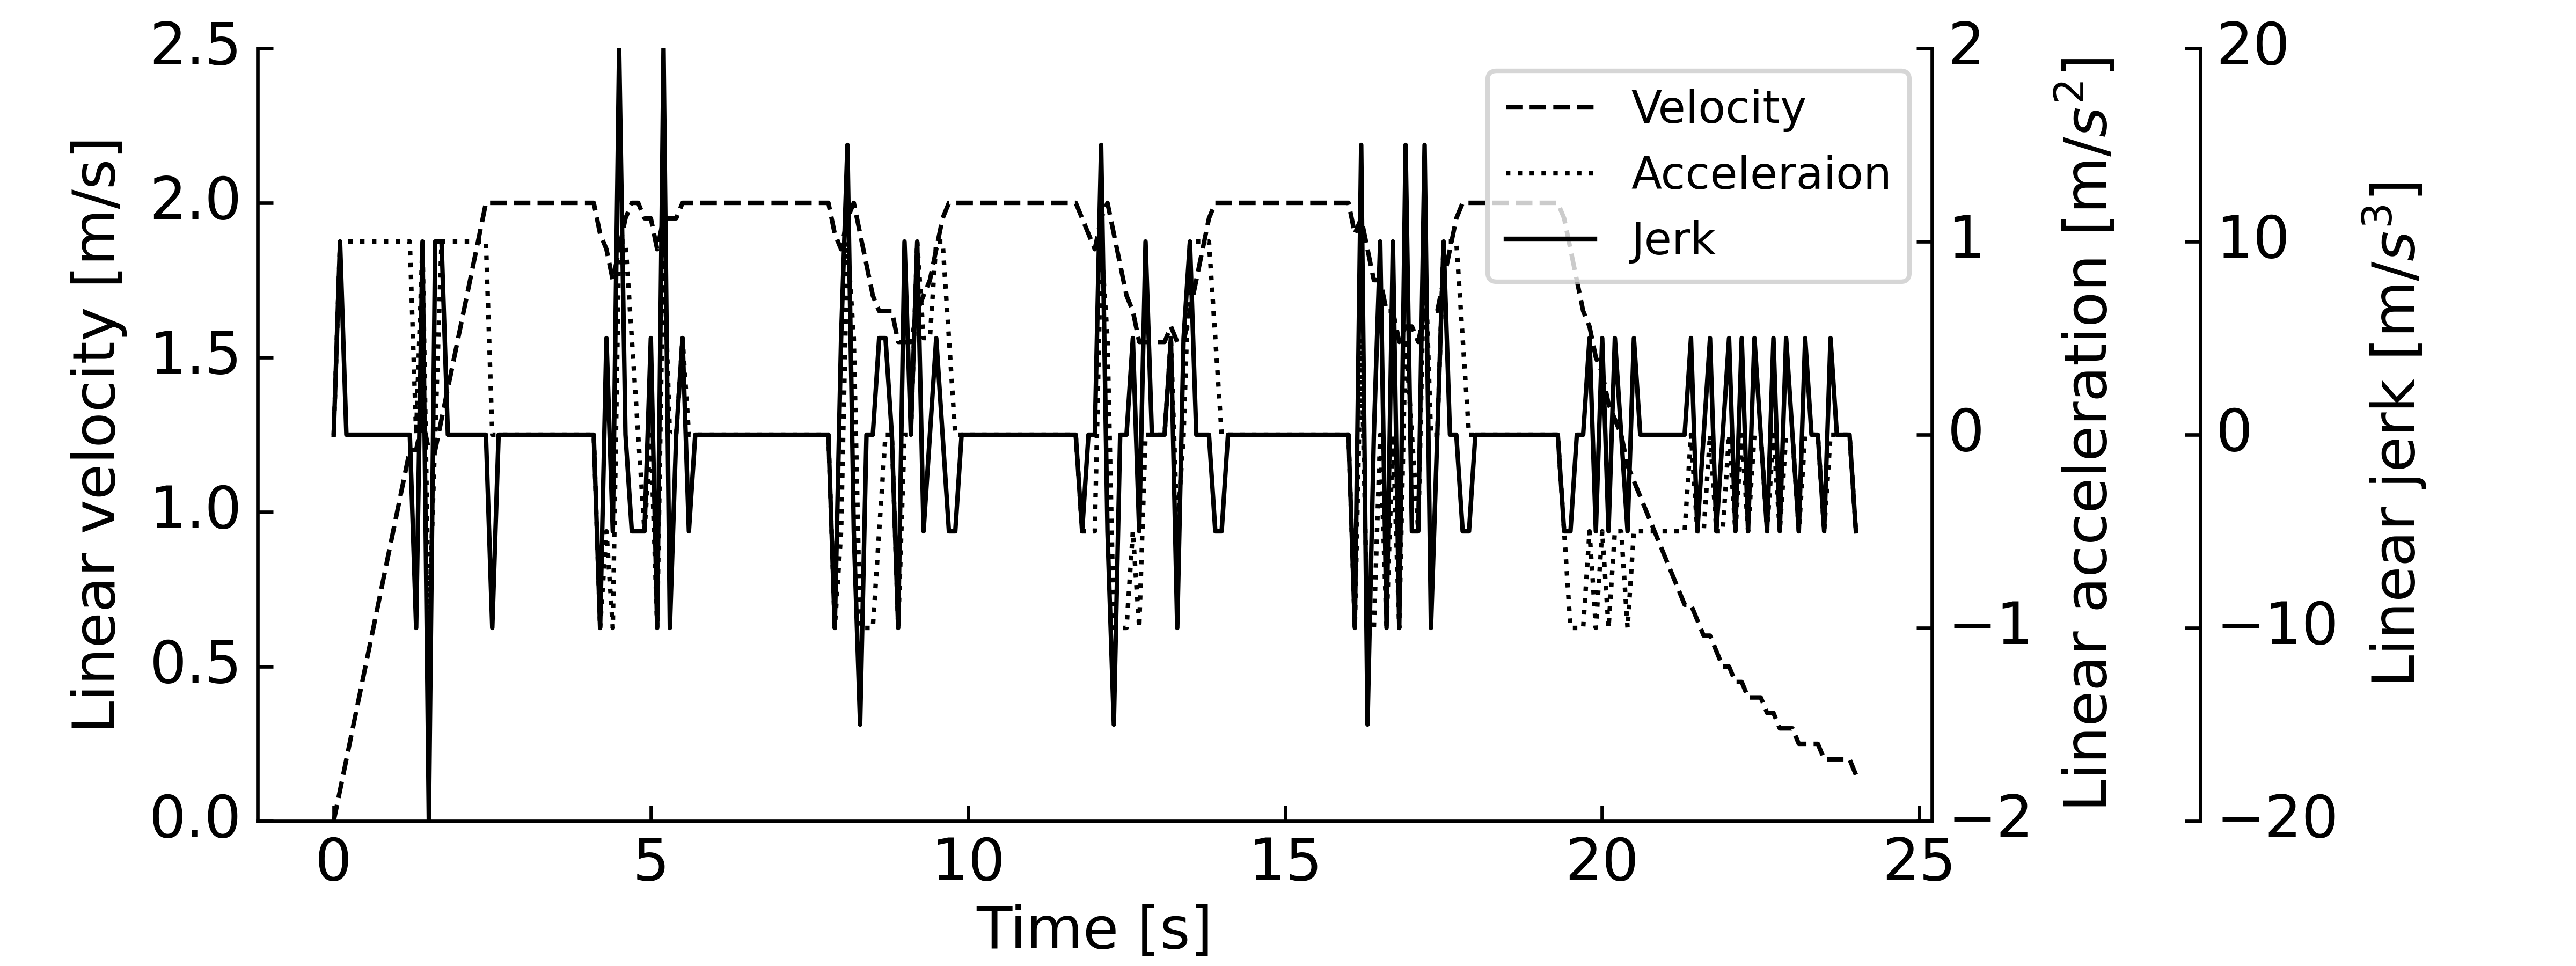 Linear velocity [m/s]
2.5
2.0
1.5
1.0
0.5
0.0
0 5 10 15 20 25
Time [s]
Velocity
Acceleraion
Jerk
2
1
0
−1
−2
Linear acceleration [m/s²]
20
10
0
−10
−20
Linear jerk [m/s³]